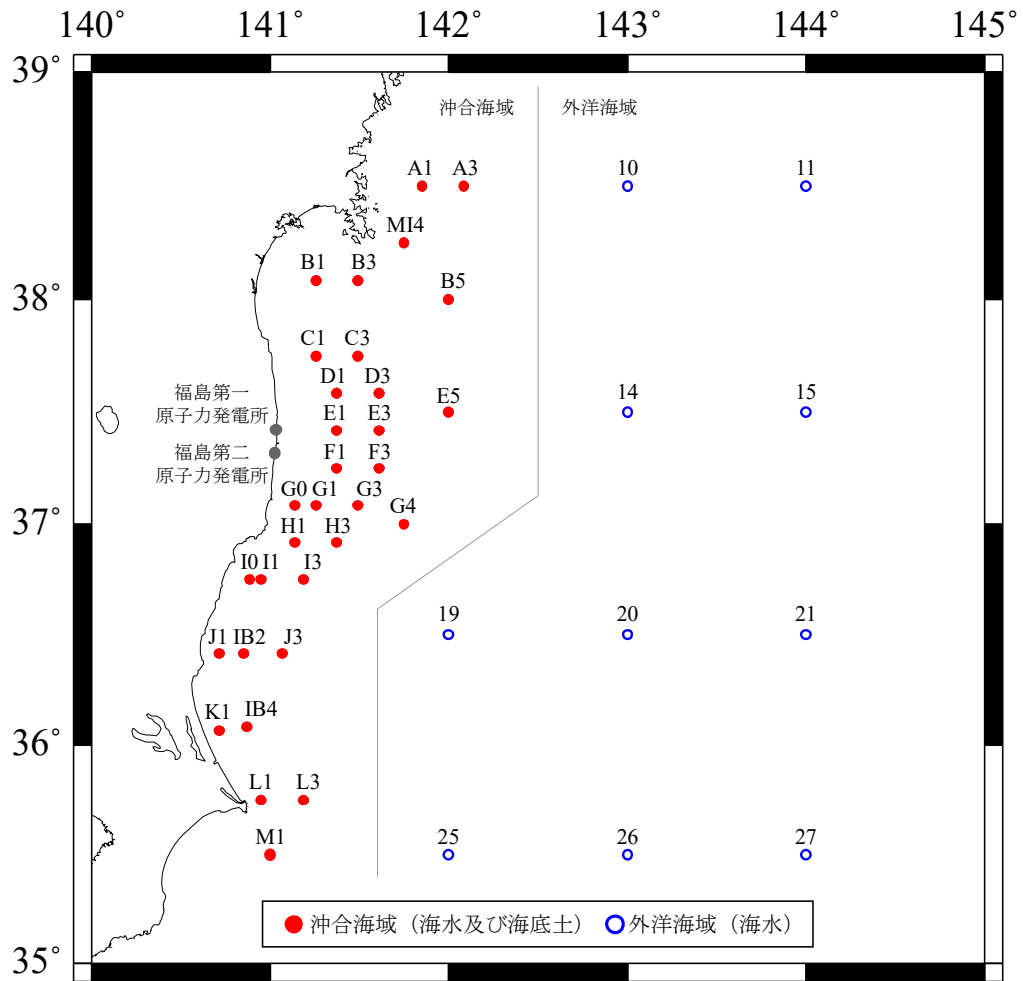 140° 141° 142° 143° 144° 145°
39°
沖合海域 外洋海域
A1 A3 10 11
MI4
B1 B3
B5
38°
C1 C3
D1 D3
福島第一
原子力発電所
E5 14 15
E1 E3
福島第二
原子力発電所
F1 F3
G0 G1 G3
G4
37°
H1 H3
I0 I1 I3
19 20 21
J1 IB2 J3
K1 IB4
36°
L1 L3
M1 25 26 27
沖合海域（海水及び海底土） 外洋海域（海水）
35°